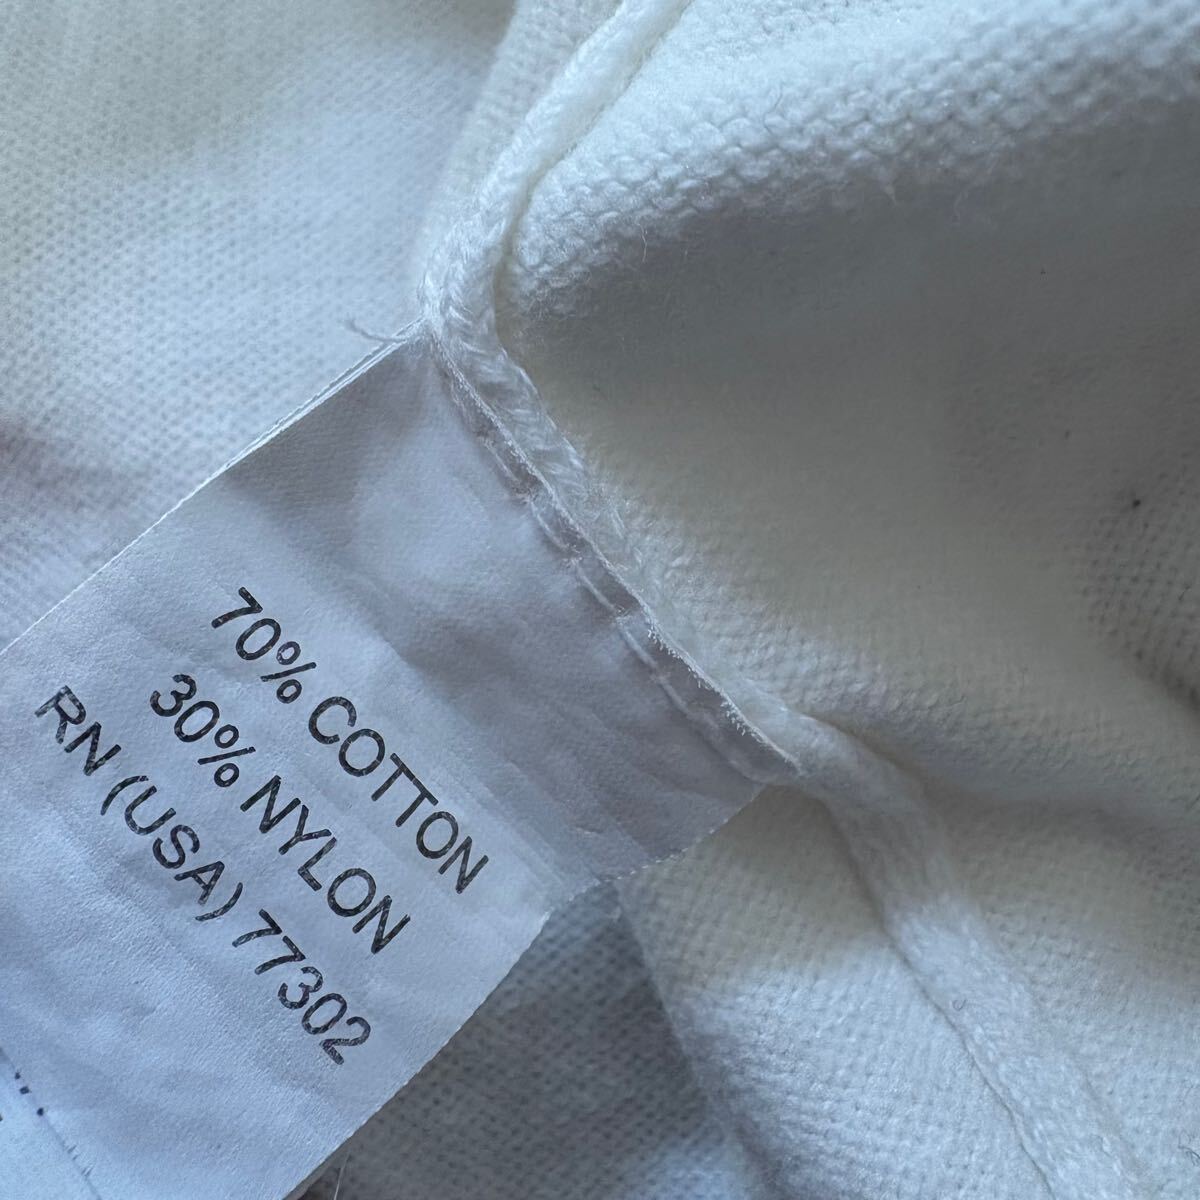 70% COTTON
30% NYLON
RN (USA) 77302